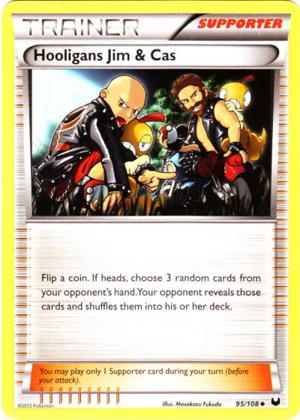 TRAINER SUPPORTER
Hooligans Jim & Cas
Flip a coin. If heads, choose 3 random cards from
your opponent's hand.Your opponent reveals those
cards and shuffles them into his or her deck.
You may play only 1 Supporter card during your turn (before
your attack).
©2012 Pokémon
Illus. Masakazu Fukuda
95/108